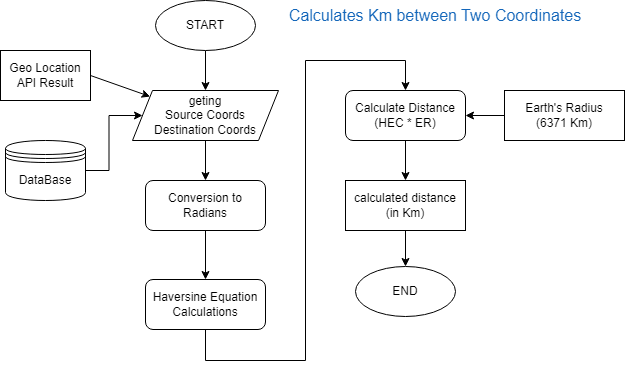 Calculates Km between Two Coordinates
START
Geo Location
API Result
geting
Source Coords
Destination Coords
DataBase
Conversion to
Radians
Haversine Equation
Calculations
Calculate Distance
(HEC * ER)
Earth's Radius
(6371 Km)
calculated distance
(in Km)
END